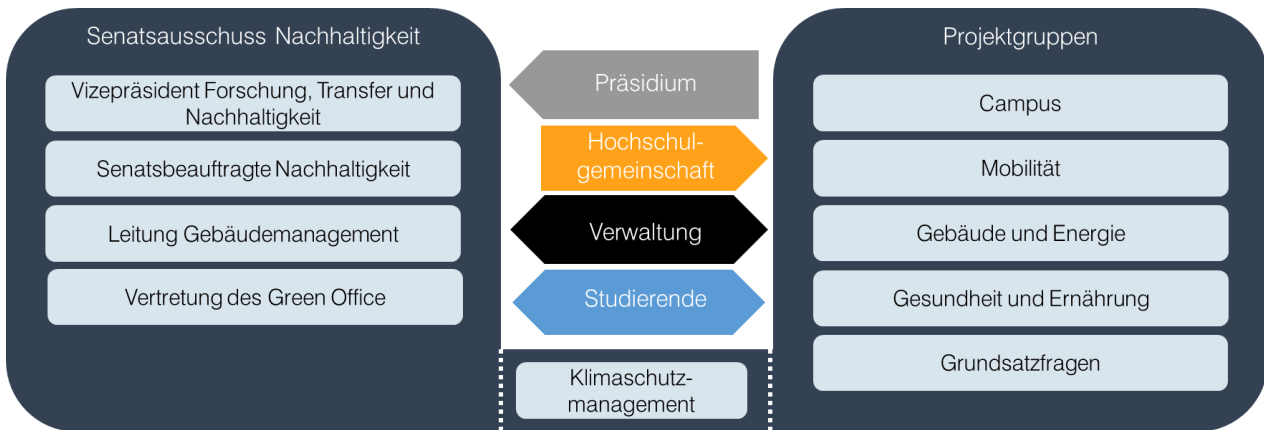 Senatsausschuss Nachhaltigkeit
Vizepräsident Forschung, Transfer und
Nachhaltigkeit
Senatsbeauftragte Nachhaltigkeit
Leitung Gebäudemanagement
Vertretung des Green Office
Präsidium
Hochschul-
gemeinschaft
Verwaltung
Studierende
Klimaschutz-
management
Projektgruppen
Campus
Mobilität
Gebäude und Energie
Gesundheit und Ernährung
Grundsatzfragen